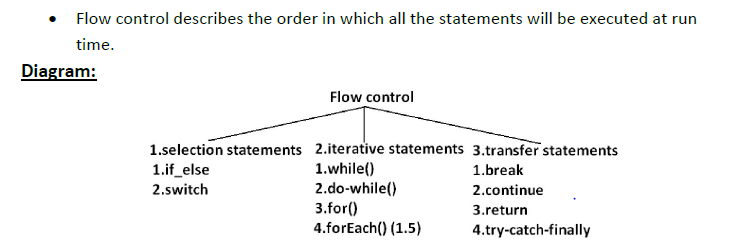 • Flow control describes the order in which all the statements will be executed at run
time.
Diagram:
Flow control
1.selection statements 2.iterative statements 3.transfer statements
1.if_else 1.while() 1.break
2.switch 2.do-while() 2.continue
3.for() 3.return
4.forEach() (1.5) 4.try-catch-finally